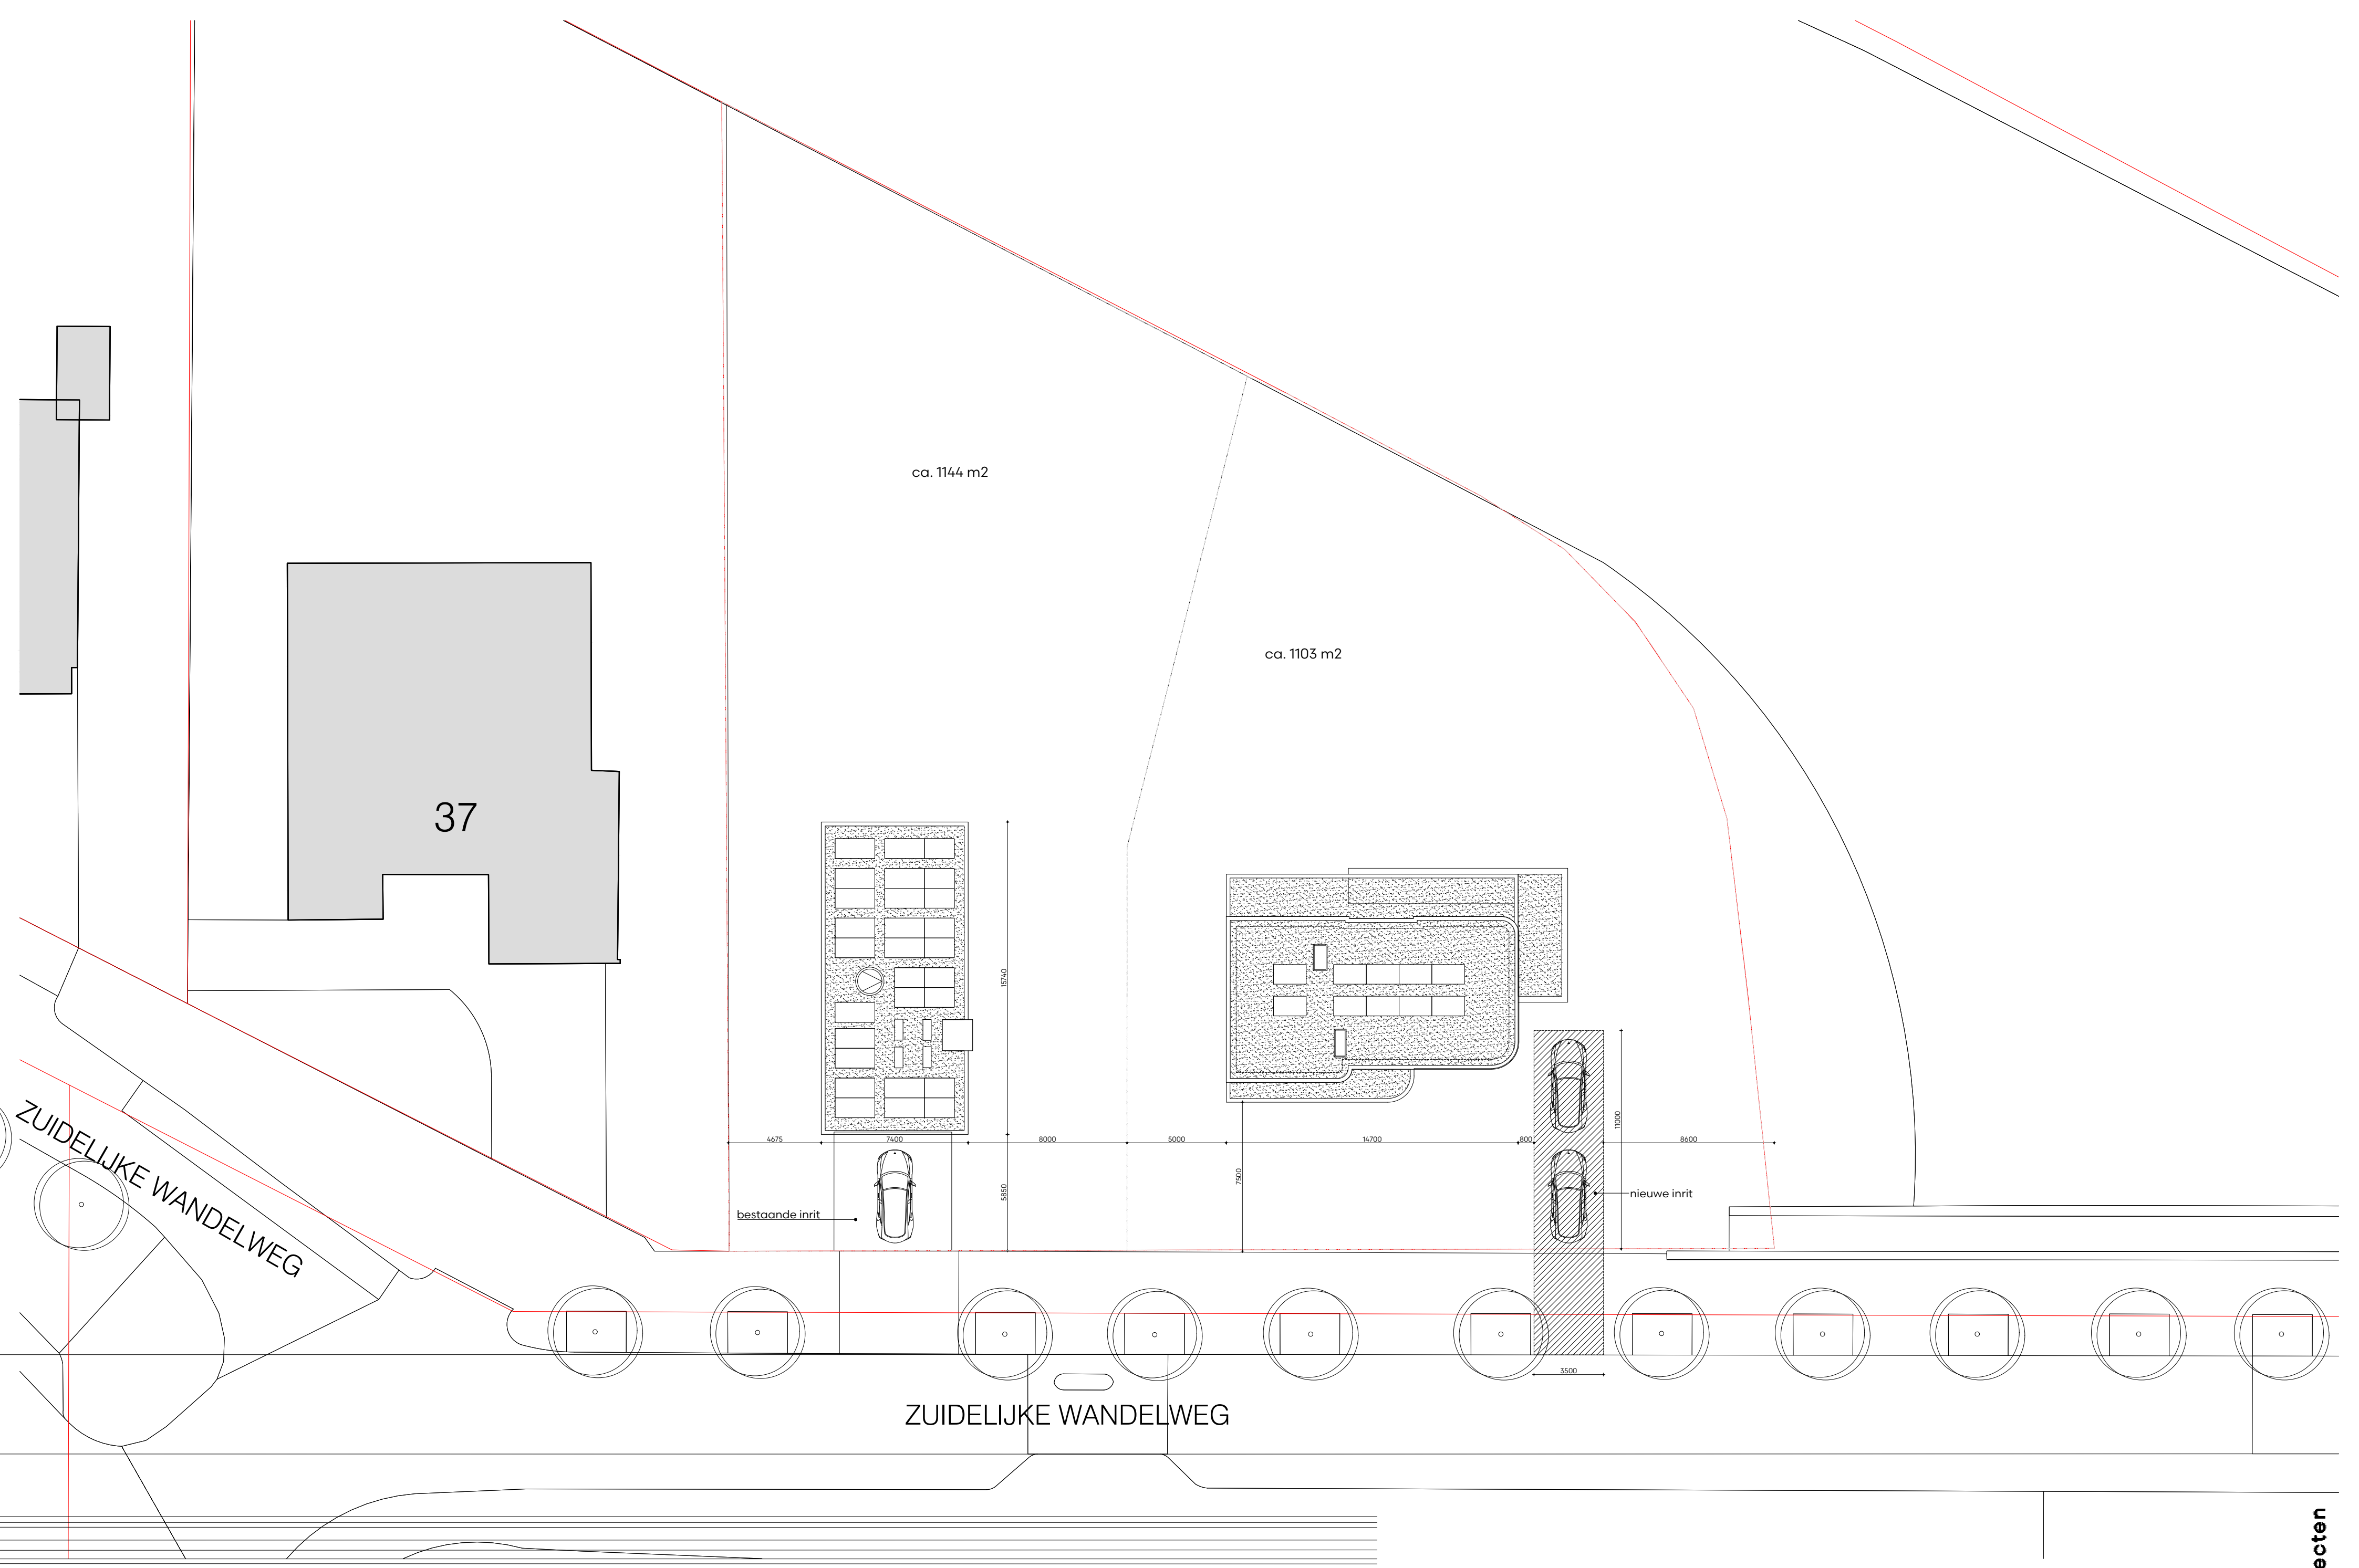 ca. 1144 m2
ca. 1103 m2
37
15740
4675
7400
8000
5000
14700
800
8600
11000
7500
5850
nieuwe inrit
bestaande inrit
ZUIDELIJKE WANDELWEG
3500
ZUIDELIJKE WANDELWEG
ecten